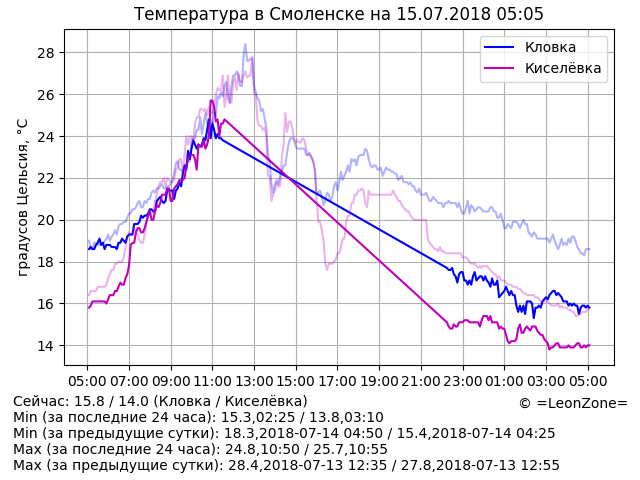 Температура в Смоленске на 15.07.2018 05:05
Кловка
Киселёвка
градусов Цельсия, °C
28
26
24
22
20
18
16
14
05:00 07:00 09:00 11:00 13:00 15:00 17:00 19:00 21:00 23:00 01:00 03:00 05:00
Сейчас: 15.8 / 14.0 (Кловка / Киселёвка)
© =LeonZone=
Min (за последние 24 часа): 15.3,02:25 / 13.8,03:10
Min (за предыдущие сутки): 18.3,2018-07-14 04:50 / 15.4,2018-07-14 04:25
Max (за последние 24 часа): 24.8,10:50 / 25.7,10:55
Max (за предыдущие сутки): 28.4,2018-07-13 12:35 / 27.8,2018-07-13 12:55